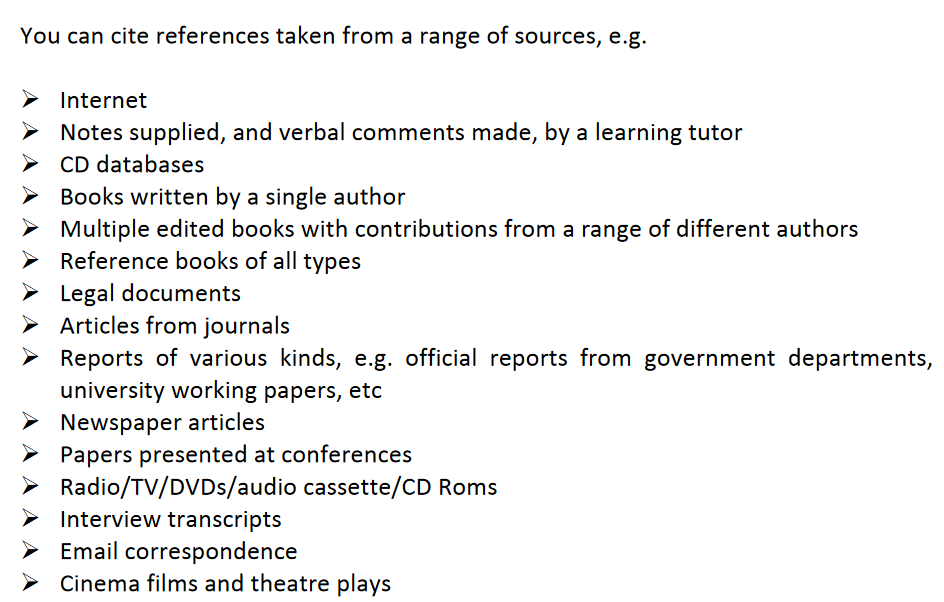 You can cite references taken from a range of sources, e.g.
➢ Internet
➢ Notes supplied, and verbal comments made, by a learning tutor
➢ CD databases
➢ Books written by a single author
➢ Multiple edited books with contributions from a range of different authors
➢ Reference books of all types
➢ Legal documents
➢ Articles from journals
➢ Reports of various kinds, e.g. official reports from government departments,
university working papers, etc
➢ Newspaper articles
➢ Papers presented at conferences
➢ Radio/TV/DVDs/audio cassette/CD Roms
➢ Interview transcripts
➢ Email correspondence
➢ Cinema films and theatre plays